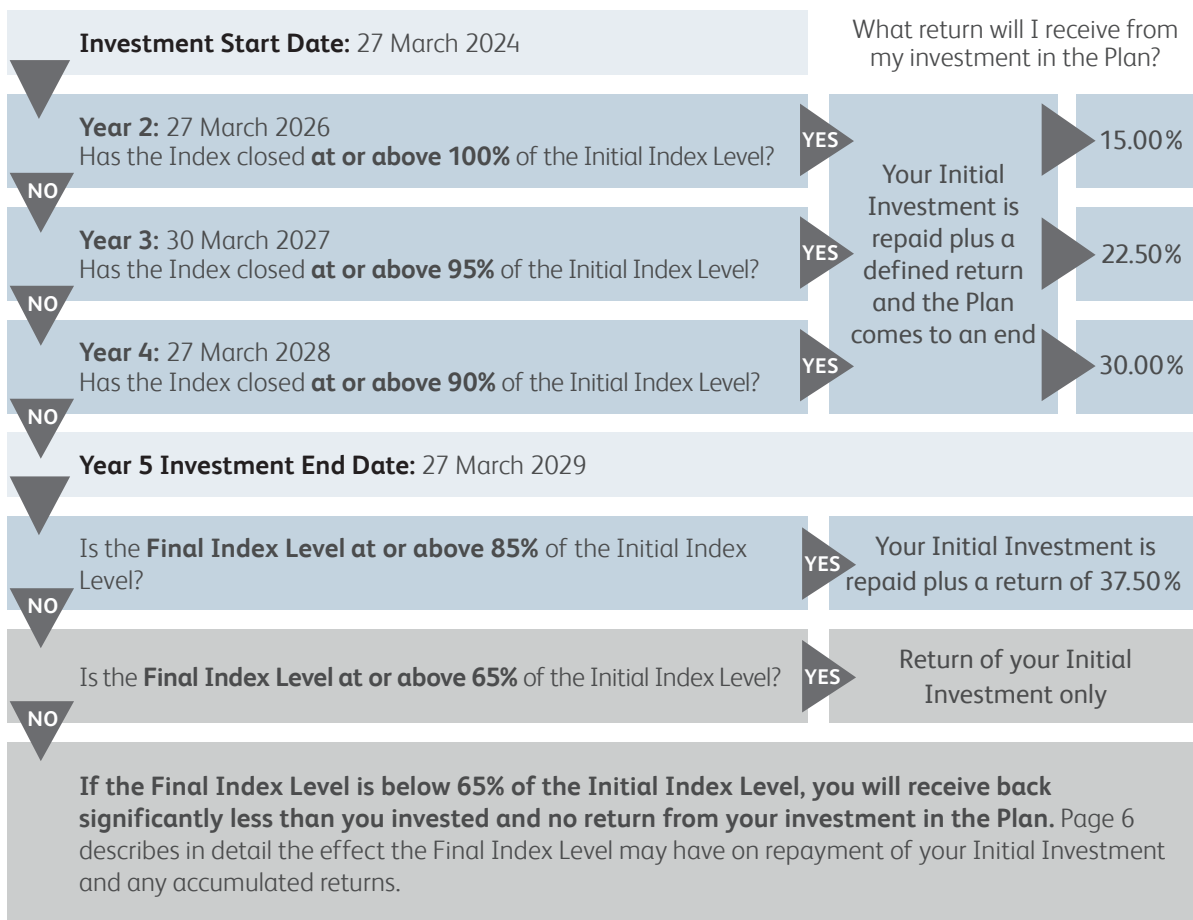 Investment Start Date: 27 March 2024
What return will I receive from
my investment in the Plan?
Year 2: 27 March 2026
Has the Index closed at or above 100% of the Initial Index Level?
YES
15.00%
NO
Year 3: 30 March 2027
Has the Index closed at or above 95% of the Initial Index Level?
YES
22.50%
NO
Year 4: 27 March 2028
Has the Index closed at or above 90% of the Initial Index Level?
YES
30.00%
Your Initial
Investment is
repaid plus a
defined return
and the Plan
comes to an end
NO
Year 5 Investment End Date: 27 March 2029
Is the Final Index Level at or above 85% of the Initial Index
Level?
YES
Your Initial Investment is
repaid plus a return of 37.50%
NO
Is the Final Index Level at or above 65% of the Initial Index Level?
YES
Return of your Initial
Investment only
NO
If the Final Index Level is below 65% of the Initial Index Level, you will receive back
significantly less than you invested and no return from your investment in the Plan. Page 6
describes in detail the effect the Final Index Level may have on repayment of your Initial Investment
and any accumulated returns.